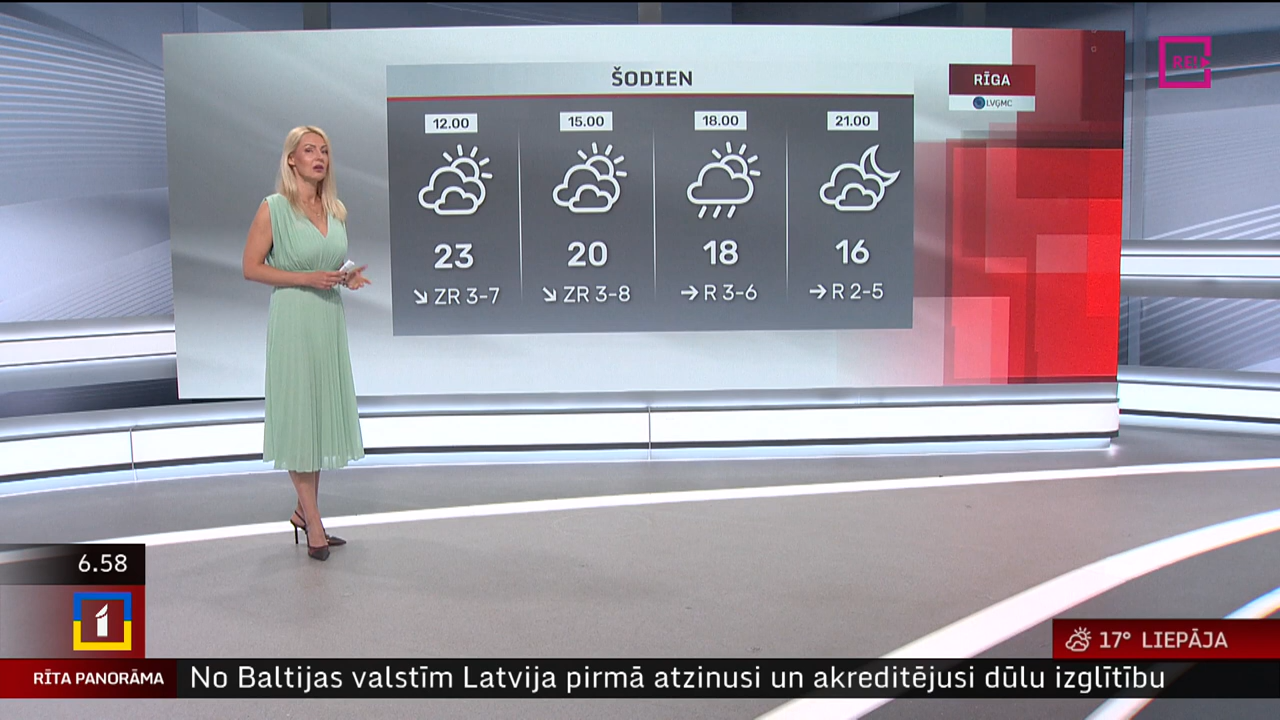 ŠODIEN
RĪGA
LVĢMC
RE!
12.00
15.00
18.00
21.00
23
20
18
16
ZR 3-7
ZR 3-8
R 3-6
R 2-5
6.58
1
17° LIEPĀJA
RĪTA PANORĀMA
No Baltijas valstīm Latvija pirmā atzinusi un akreditējusi dūlu izglītību